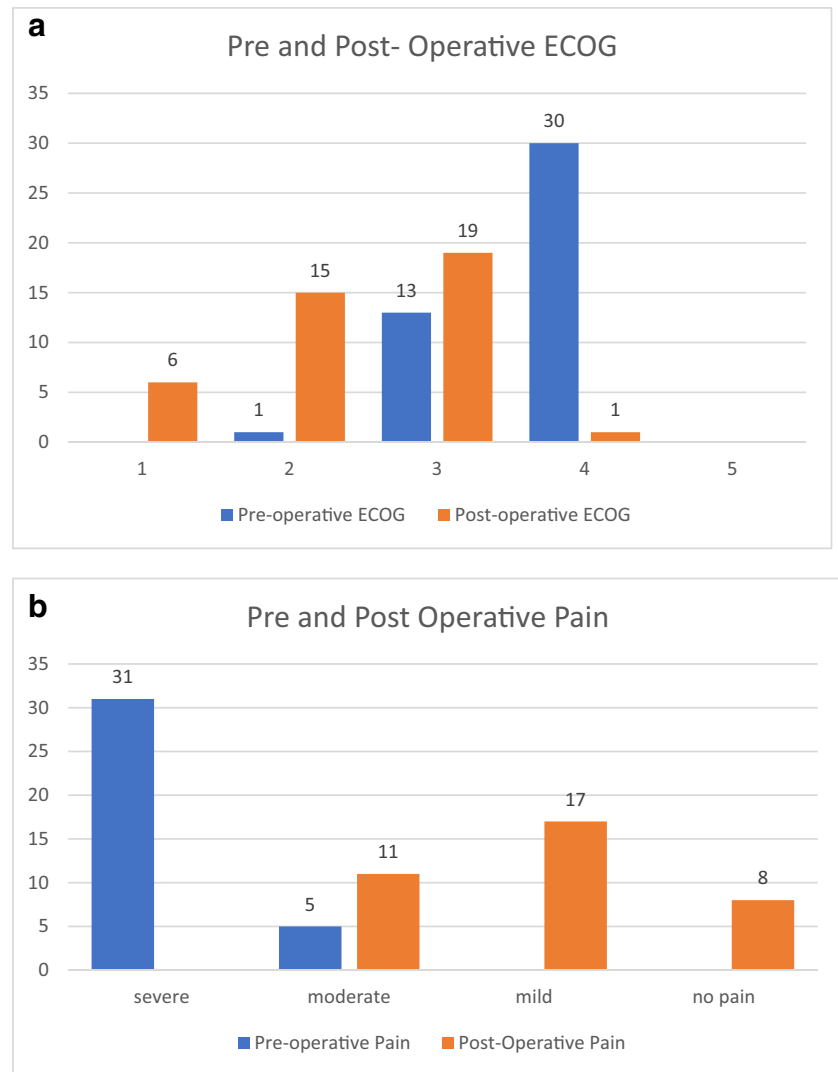 a
Pre and Post- Operative ECOG
35
30
25
20
15
10
5
0
6
1
15
13
19
30
1
1
2
3
4
5
Pre-operative ECOG
Post-operative ECOG
b
Pre and Post Operative Pain
35
30
25
20
15
10
5
0
31
5
11
17
8
severe
moderate
mild
no pain
Pre-operative Pain
Post-Operative Pain